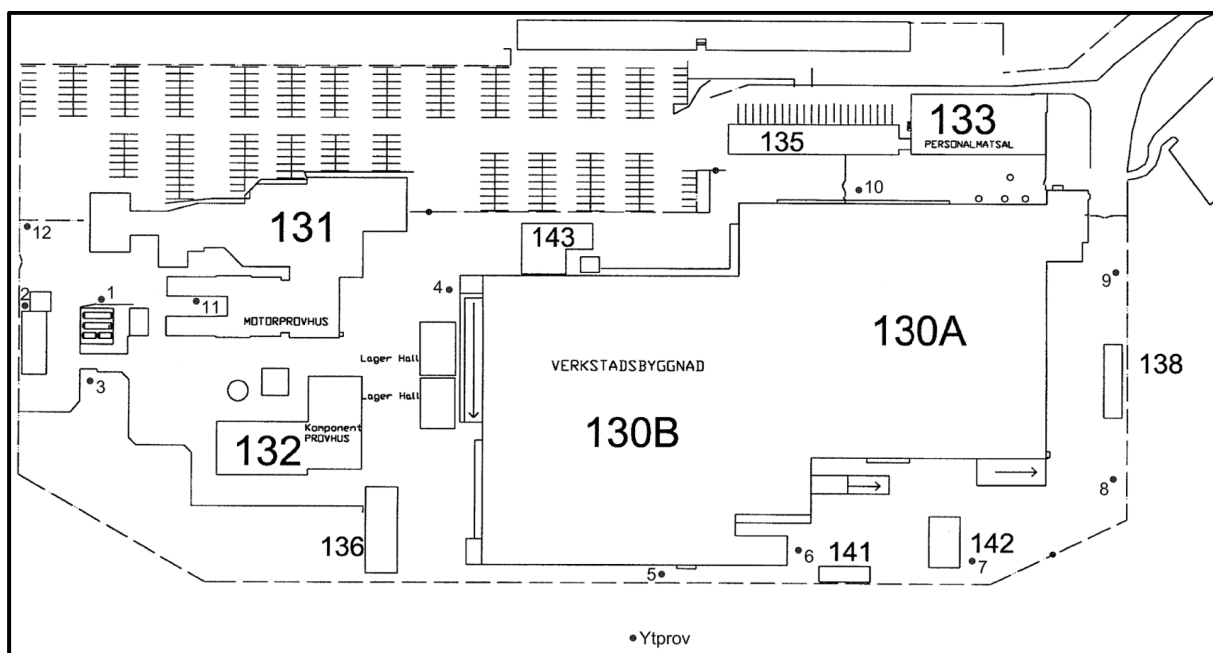 133
PERSONALMATSAL
135
10
12
131
143
9
4
2
1
11
MOTORPROVHUS
130A
Lager Hall
VERKSTADSBYGGNAD
138
3
Lager Hall
130B
Komponent
PROVHUS
132
8
136
6
141
142
7
5
Ytprov